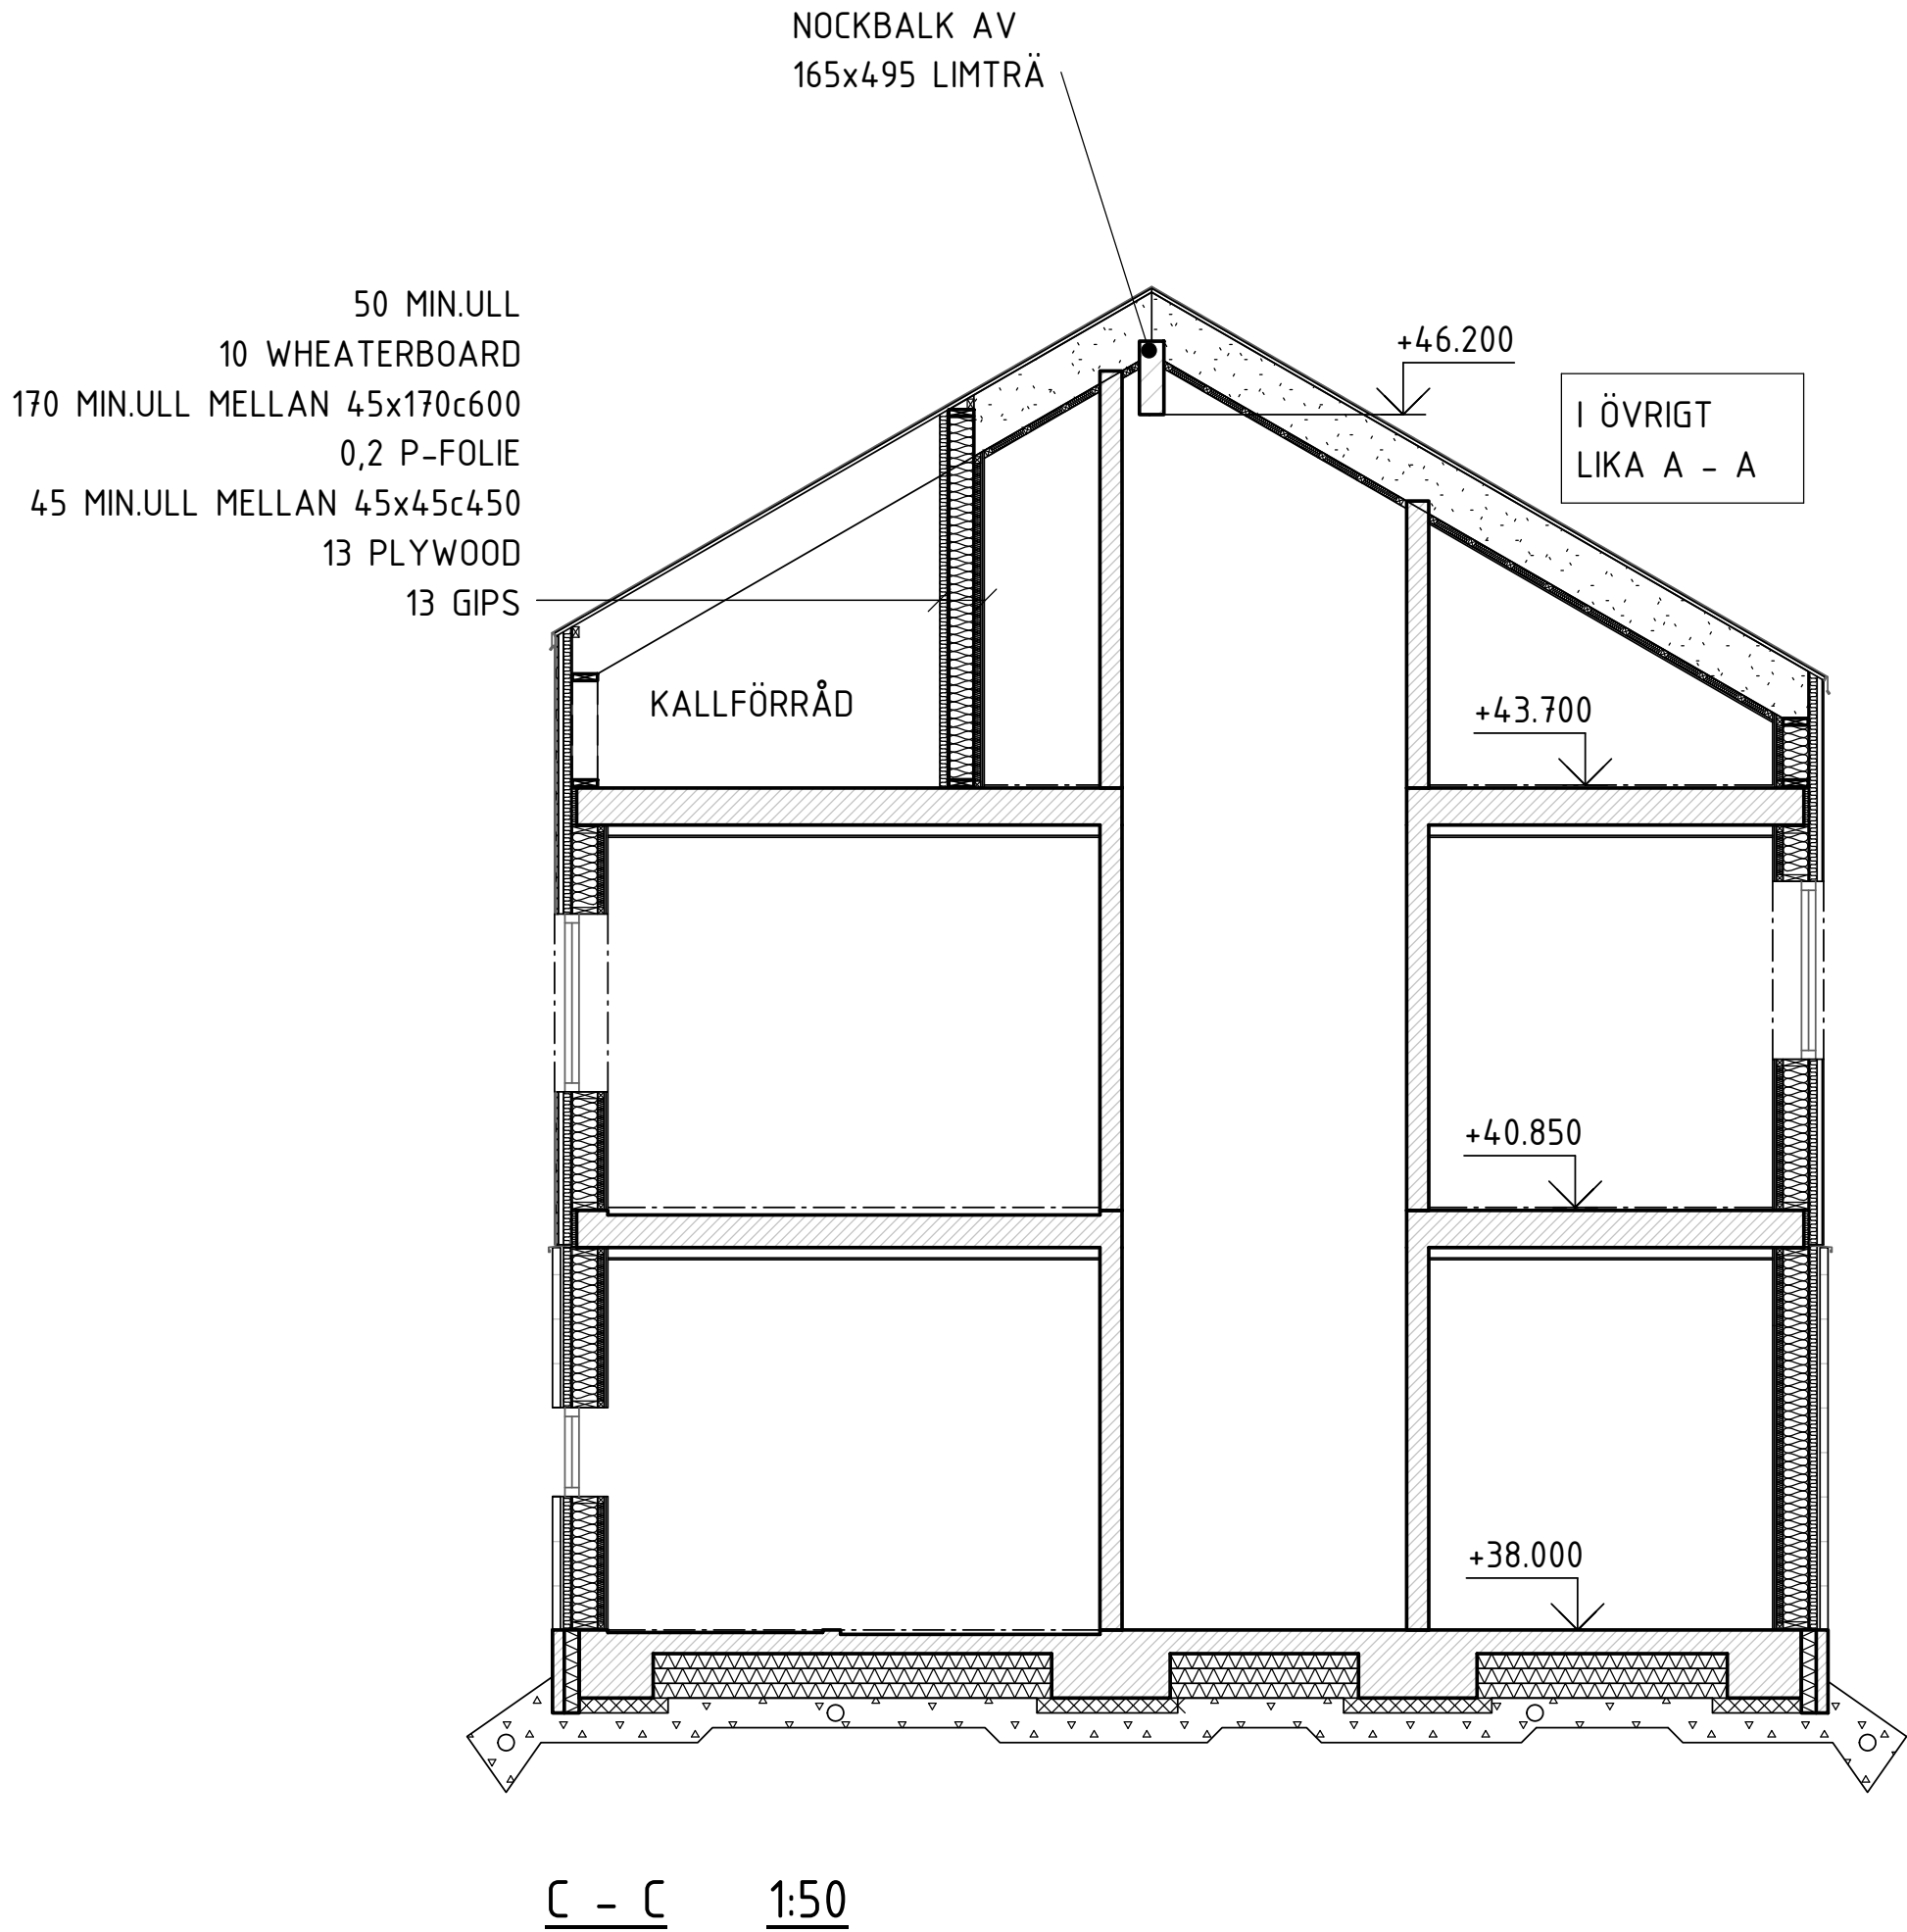 NOCKBALK AV
165x495 LIMTRÄ
50 MIN.ULL
10 WHEATERBOARD
170 MIN.ULL MELLAN 45x170c600
0,2 P-FOLIE
45 MIN.ULL MELLAN 45x45c450
13 PLYWOOD
13 GIPS
+46.200
I ÖVRIGT
LIKA A - A
KALLFÖRRÅD
+43.700
+40.850
+38.000
C - C 1:50